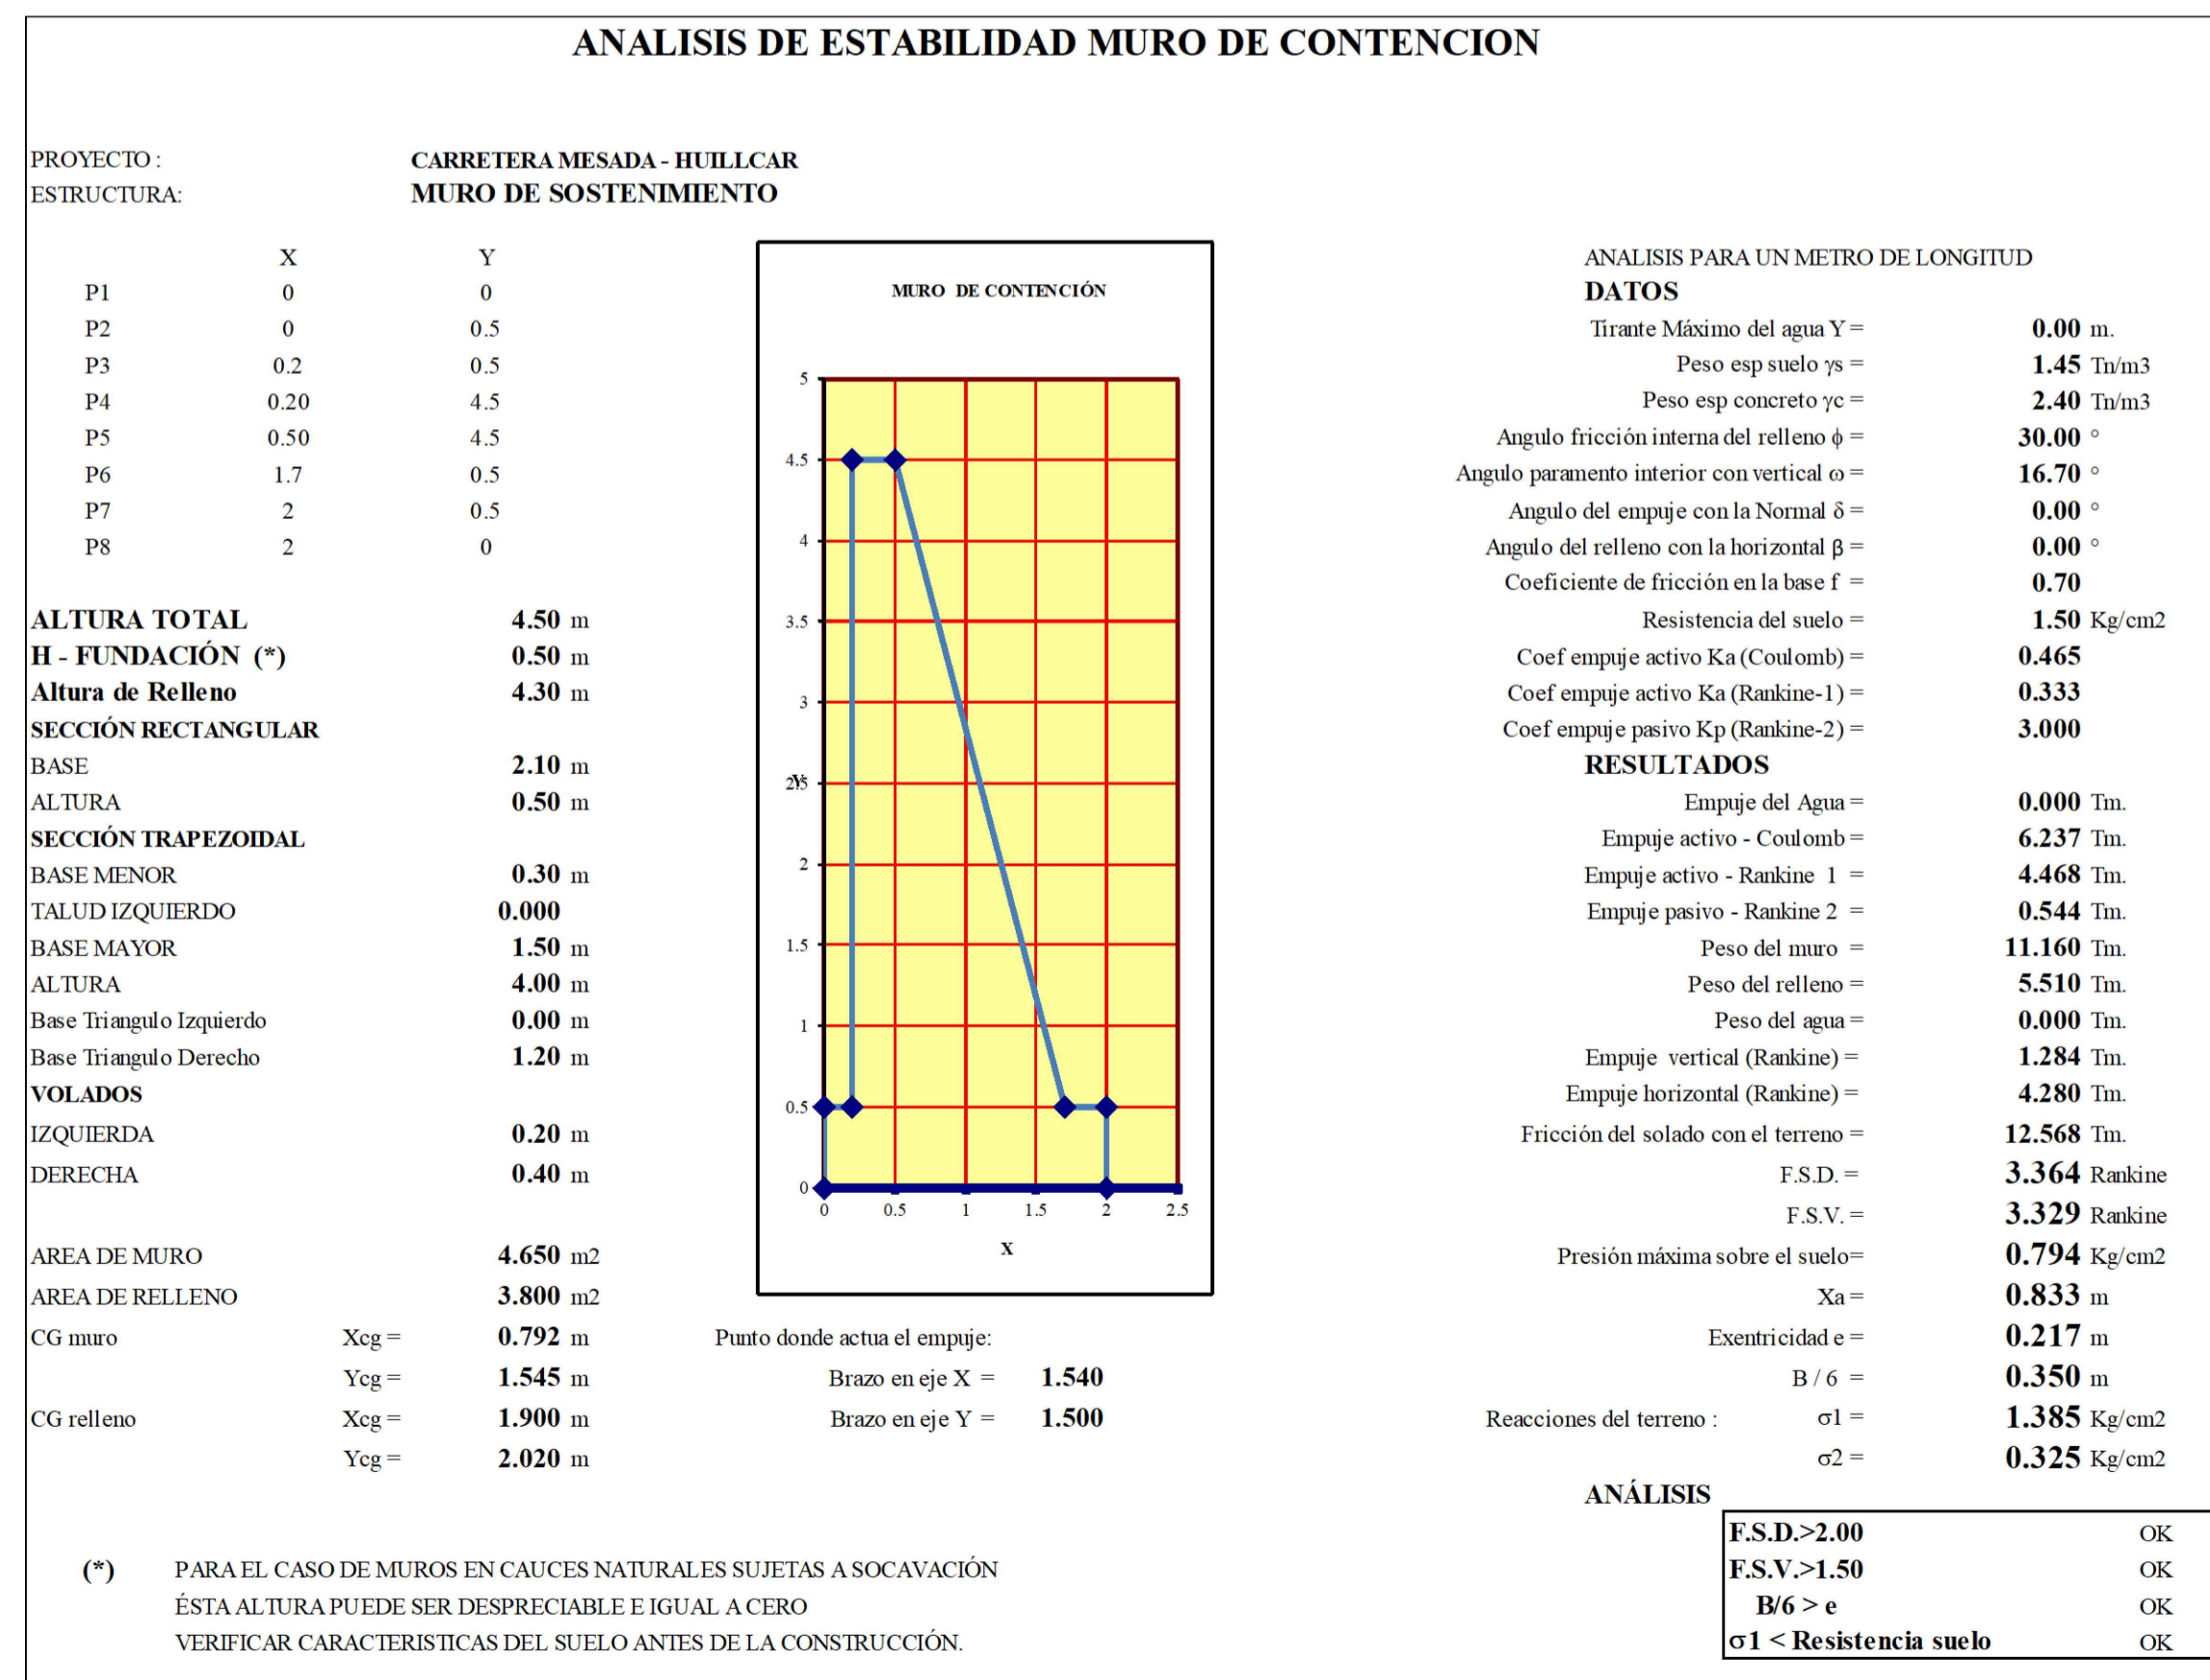 ANALISIS DE ESTABILIDAD MURO DE CONTENCION
PROYECTO : CARRETERA MESADA - HUILLCAR
ESTRUCTURA: MURO DE SOSTENIMIENTO
X Y
P1 0 0
P2 0 0.5
P3 0.2 0.5
P4 0.20 4.5
P5 0.50 4.5
P6 1.7 0.5
P7 2 0.5
P8 2 0
ALTURA TOTAL 4.50 m
H - FUNDACIÓN (*) 0.50 m
Altura de Relleno 4.30 m
SECCIÓN RECTANGULAR
BASE 2.10 m
ALTURA 0.50 m
SECCIÓN TRAPEZOIDAL
BASE MENOR 0.30 m
TALUD IZQUIERDO 0.000
BASE MAYOR 1.50 m
ALTURA 4.00 m
Base Triangulo Izquierdo 0.00 m
Base Triangulo Derecho 1.20 m
VOLADOS
IZQUIERDA 0.20 m
DERECHA 0.40 m
AREA DE MURO 4.650 m2
AREA DE RELLENO 3.800 m2
CG muro Xcg = 0.792 m
Ycg = 1.545 m
CG relleno Xcg = 1.900 m
Ycg = 2.020 m
MURO DE CONTENCIÓN
5
4.5
4
3.5
3
2.5
Y
2
1.5
1
0.5
0
0 0.5 1 1.5 2 2.5
X
Punto donde actua el empuje:
Brazo en eje X = 1.540
Brazo en eje Y = 1.500
ANALISIS PARA UN METRO DE LONGITUD
DATOS
Tirante Máximo del agua Y = 0.00 m.
Peso esp suelo γs = 1.45 Tn/m3
Peso esp concreto γc = 2.40 Tn/m3
Angulo fricción interna del relleno ϕ = 30.00 °
Angulo paramento interior con vertical ω = 16.70 °
Angulo del empuje con la Normal δ = 0.00 °
Angulo del relleno con la horizontal β = 0.00 °
Coeficiente de fricción en la base f = 0.70
Resistencia del suelo = 1.50 Kg/cm2
Coef empuje activo Ka (Coulomb) = 0.465
Coef empuje activo Ka (Rankine-1) = 0.333
Coef empuje pasivo Kp (Rankine-2) = 3.000
RESULTADOS
Empuje del Agua = 0.000 Tm.
Empuje activo - Coulomb = 6.237 Tm.
Empuje activo - Rankine 1 = 4.468 Tm.
Empuje pasivo - Rankine 2 = 0.544 Tm.
Peso del muro = 11.160 Tm.
Peso del relleno = 5.510 Tm.
Peso del agua = 0.000 Tm.
Empuje vertical (Rankine) = 1.284 Tm.
Empuje horizontal (Rankine) = 4.280 Tm.
Fricción del solado con el terreno = 12.568 Tm.
F.S.D. = 3.364 Rankine
F.S.V. = 3.329 Rankine
Presión máxima sobre el suelo= 0.794 Kg/cm2
Xa = 0.833 m
Exentricidad e = 0.217 m
B / 6 = 0.350 m
Reacciones del terreno : σ1 = 1.385 Kg/cm2
σ2 = 0.325 Kg/cm2
ANÁLISIS
F.S.D.>2.00 OK
F.S.V.>1.50 OK
B/6 > e OK
σ1 < Resistencia suelo OK
(*) PARA EL CASO DE MUROS EN CAUCES NATURALES SUJETAS A SOCAVACIÓN
ÉSTA ALTURA PUEDE SER DESPRECIABLE E IGUAL A CERO
VERIFICAR CARACTERISTICAS DEL SUELO ANTES DE LA CONSTRUCCIÓN.